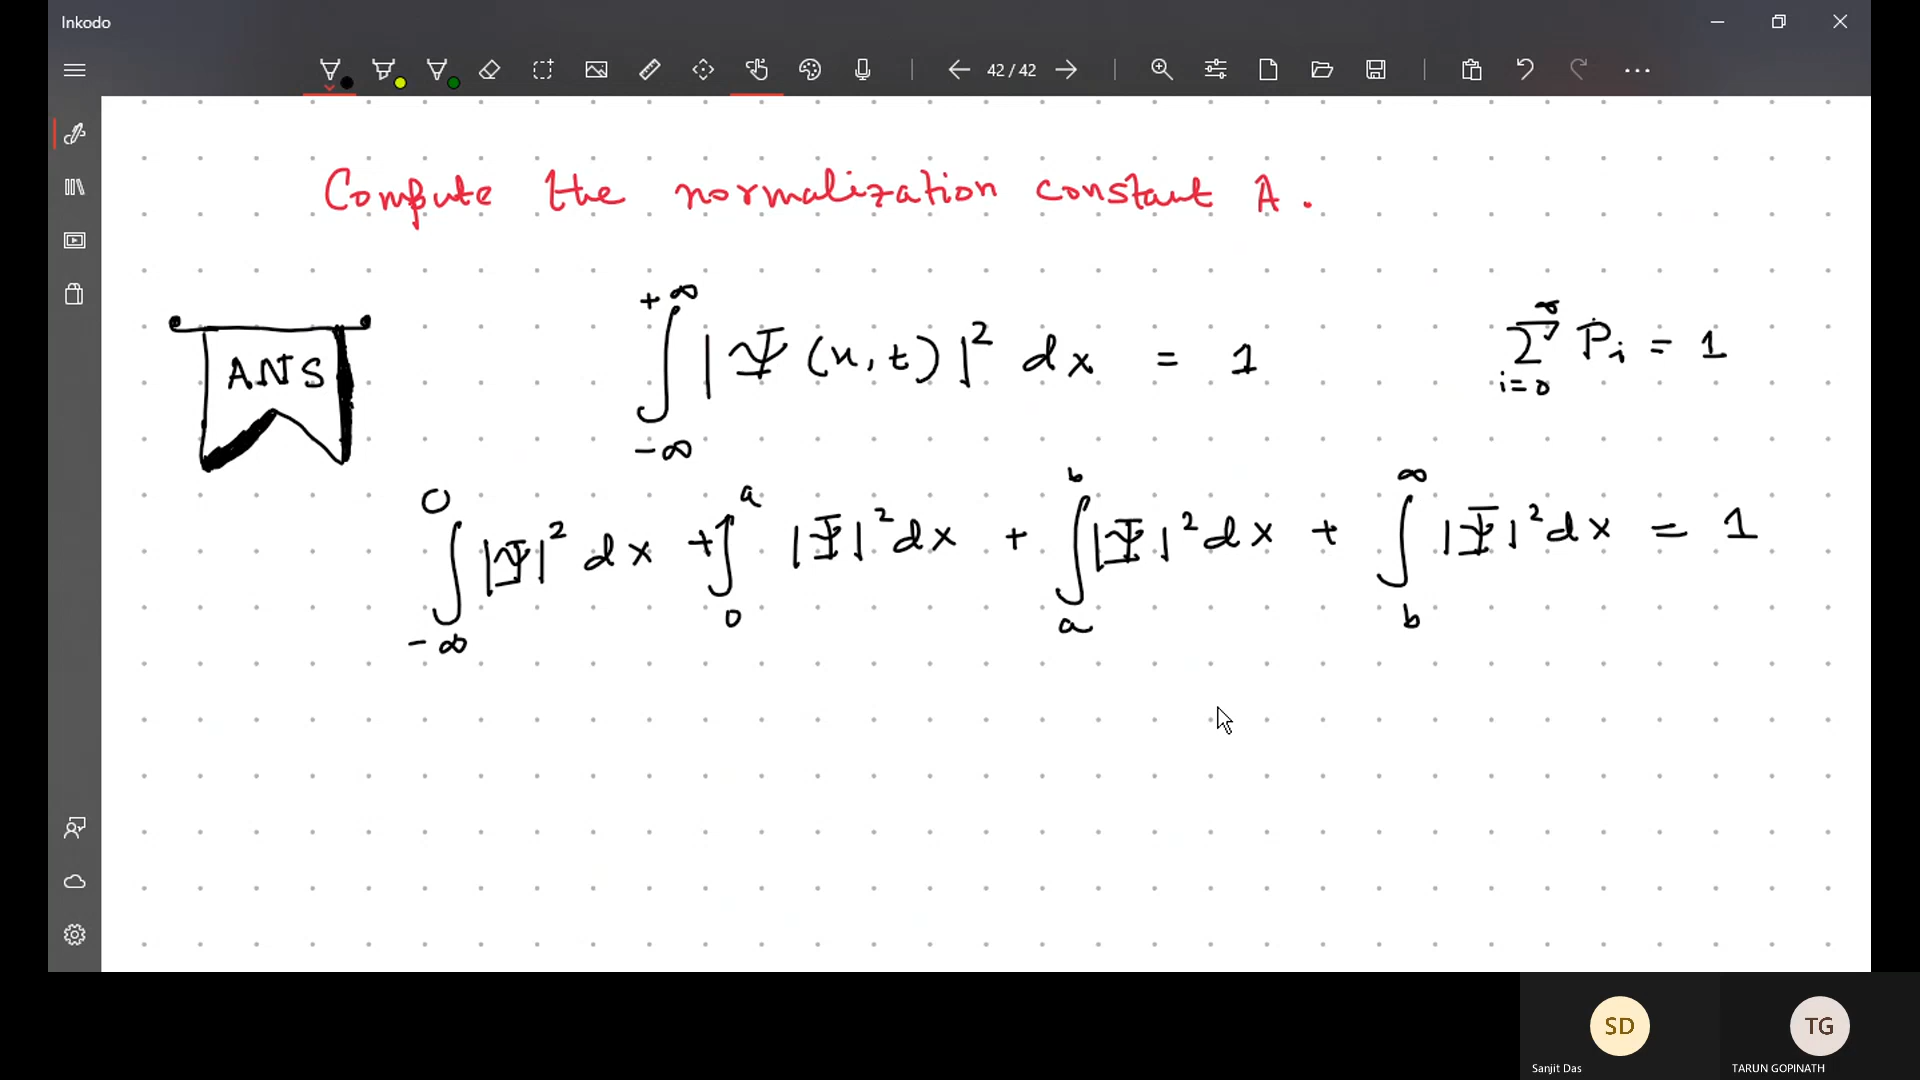 Inkodo
42 / 42
Compute the normalization constant A.
ANS
+∞ ∫ -∞ |Ψ(x,t)|² dx = 1
∞ Σ i=0 Pi = 1
0 ∫ -∞ |Ψ|² dx + a ∫ 0 |Ψ|² dx + b ∫ a |Ψ|² dx + ∞ ∫ b |Ψ|² dx = 1
SD
TG
Sanjit Das
TARUN GOPINATH